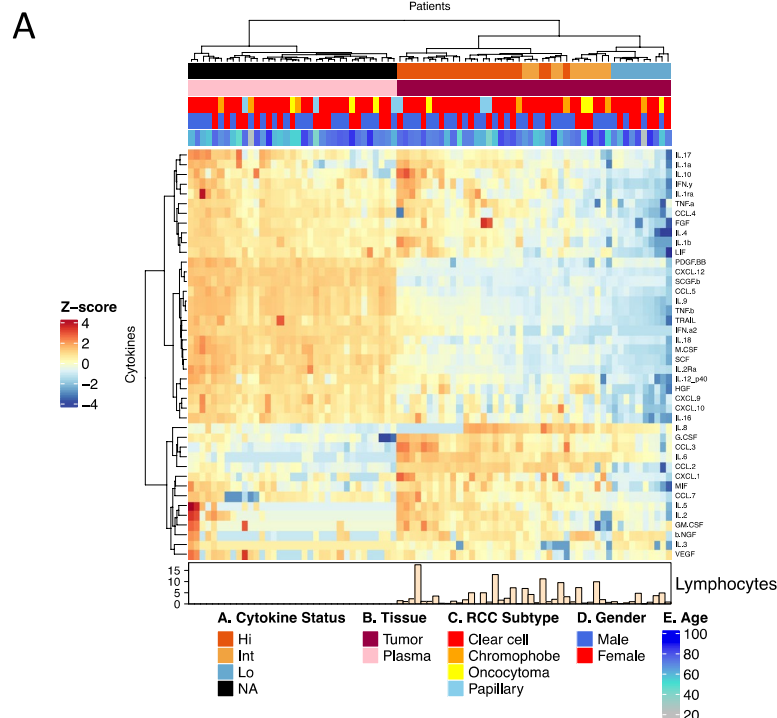 A
Patients
IL.17
IL.1a
IL.10
IFN.y
IL.1ra
TNF.a
CCL.4
FGF
IL.4
IL.1b
LIF
PDGF.BB
CXCL.12
SCGF.b
CCL.5
IL.9
TNF.b
TRAIL
IFN.a2
IL.18
M.CSF
SCF
IL.2Ra
IL.12_p40
HGF
CXCL.9
CXCL.10
IL.16
IL.8
G.CSF
CCL.3
IL.6
CCL.2
CXCL.1
MIF
CCL.7
IL.5
IL.2
GM.CSF
b.NGF
IL.3
VEGF
Cytokines
Z-score
4
2
0
−2
−4
15
10
5
0
Lymphocytes
A. Cytokine Status
Hi
Int
Lo
NA
B. Tissue
Tumor
Plasma
C. RCC Subtype
Clear cell
Chromophobe
Oncocytoma
Papillary
D. Gender
Male
Female
E. Age
100
80
60
40
20